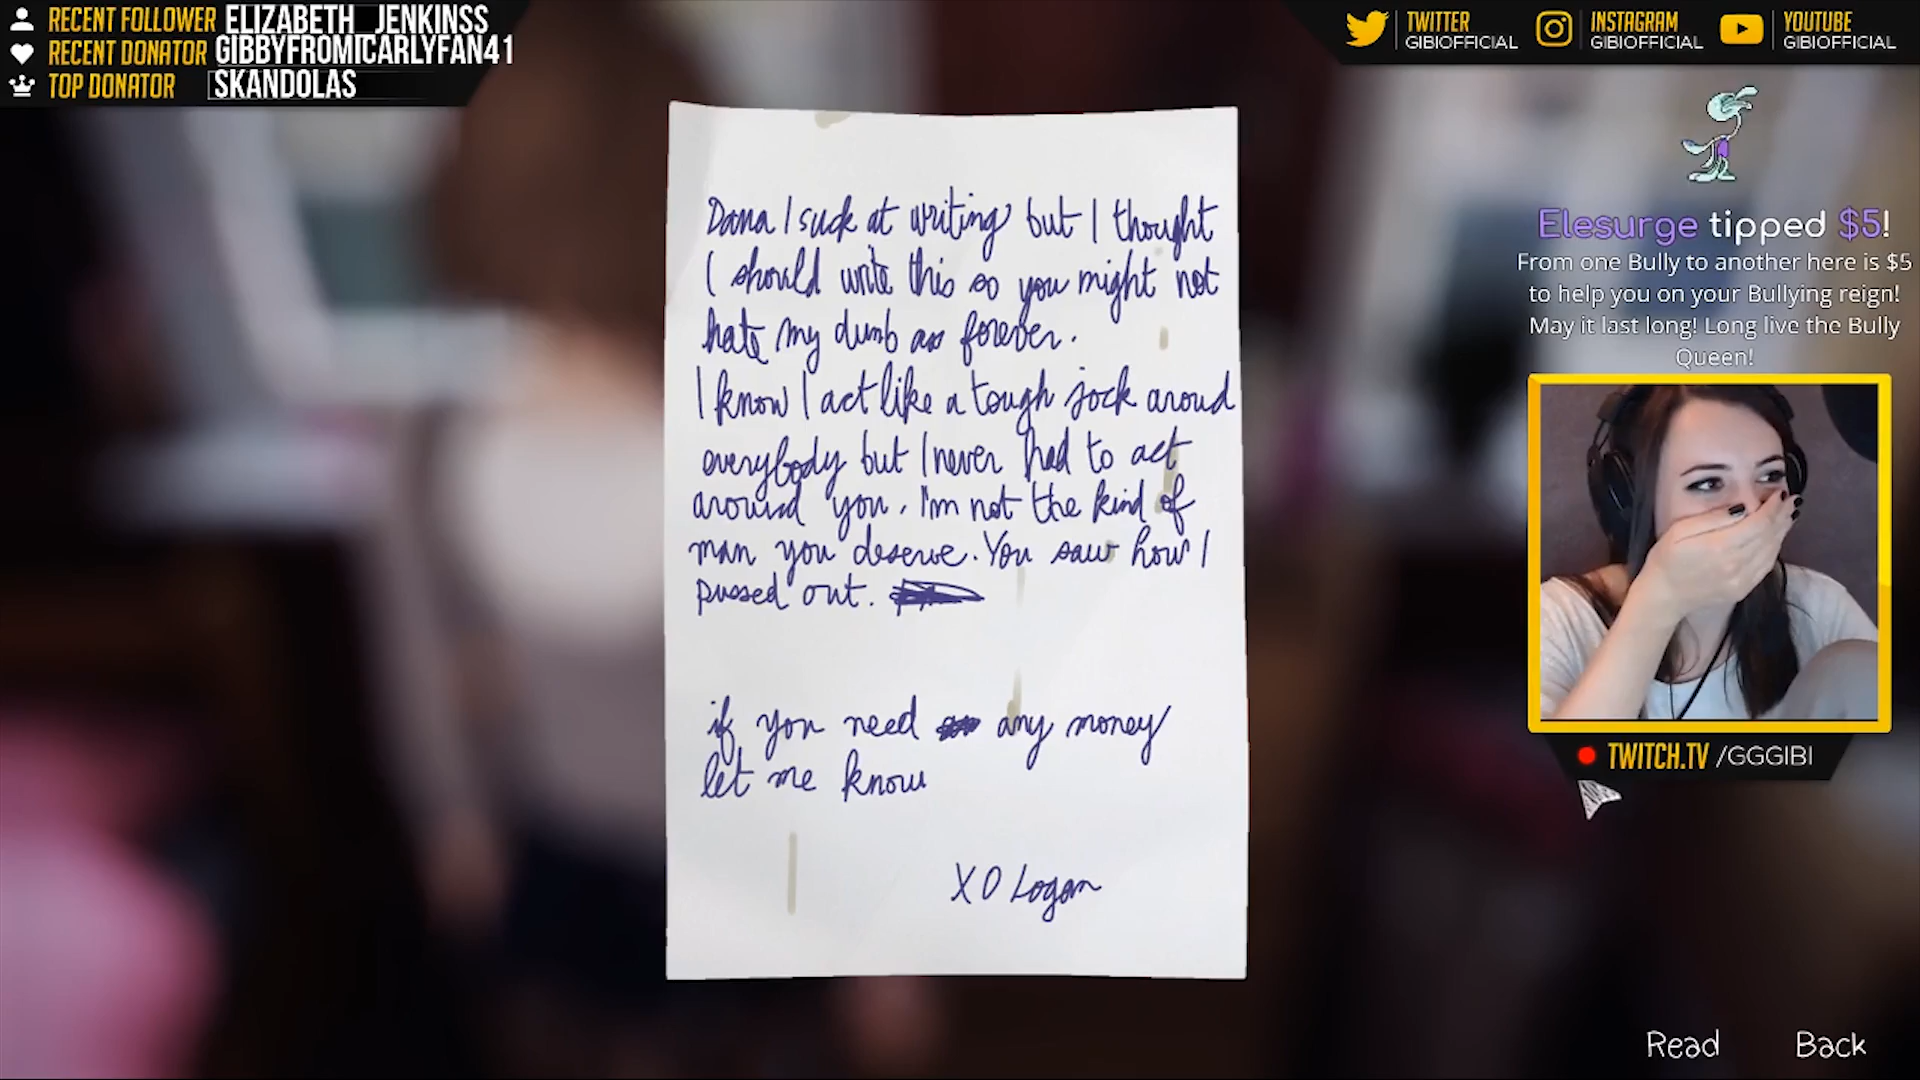 RECENT FOLLOWER ELIZABETH_JENKINSS
RECENT DONATOR GIBBYFROMICARLYFAN41
TOP DONATOR SKANDOLAS
TWITTER
GIBIOFFICIAL
INSTAGRAM
GIBIOFFICIAL
YOUTUBE
GIBIOFFICIAL
Dana I suck at writing but I thought
I should write this so you might not
hate my dumb ass forever.
I know I act like a tough jock aroud
everybody but I never had to act
around you. I'm not the kind of
man you deserve. You saw how I
pussed out.
if you need any money
let me know
XO Logan
Elesurge tipped $5!
From one Bully to another here is $5
to help you on your Bullying reign!
May it last long! Long live the Bully
Queen!
TWITCH.TV /GGGIBI
Read
Back